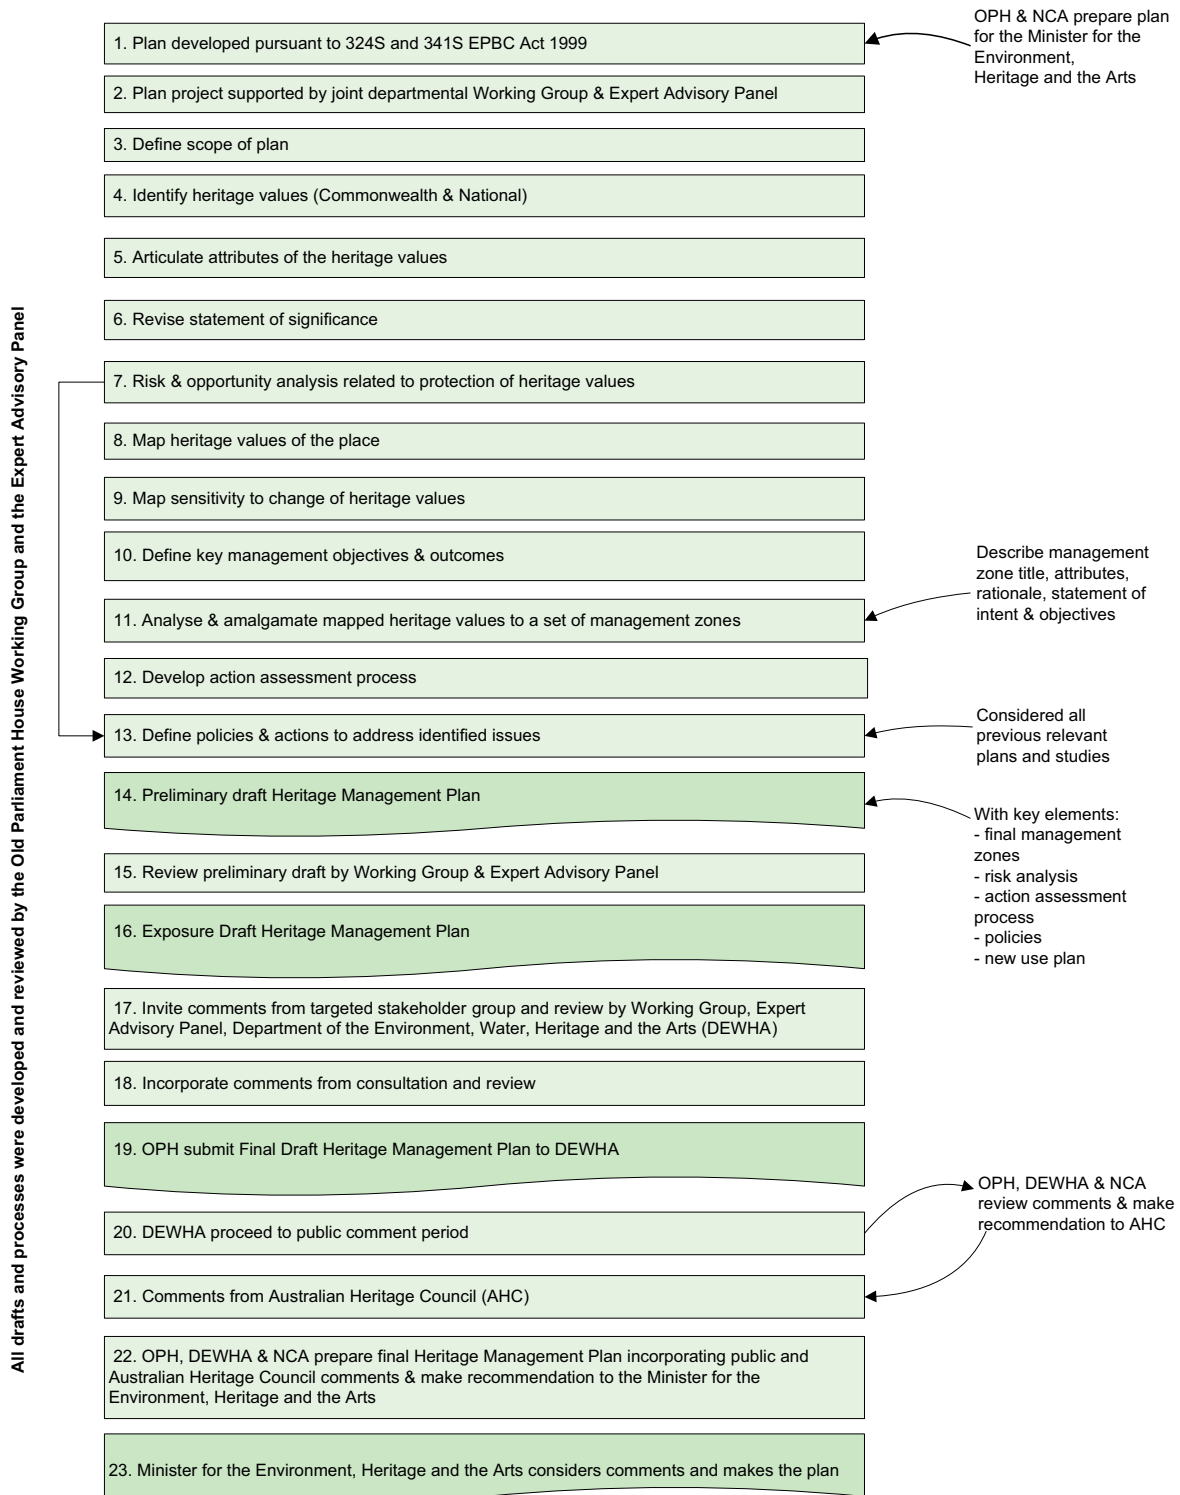 OPH & NCA prepare plan
for the Minister for the
Environment,
Heritage and the Arts
1. Plan developed pursuant to 324S and 341S EPBC Act 1999
2. Plan project supported by joint departmental Working Group & Expert Advisory Panel
3. Define scope of plan
4. Identify heritage values (Commonwealth & National)
5. Articulate attributes of the heritage values
6. Revise statement of significance
7. Risk & opportunity analysis related to protection of heritage values
8. Map heritage values of the place
9. Map sensitivity to change of heritage values
10. Define key management objectives & outcomes
Describe management
zone title, attributes,
rationale, statement of
intent & objectives
11. Analyse & amalgamate mapped heritage values to a set of management zones
12. Develop action assessment process
Considered all
previous relevant
plans and studies
13. Define policies & actions to address identified issues
14. Preliminary draft Heritage Management Plan
With key elements:
- final management
zones
- risk analysis
- action assessment
process
- policies
- new use plan
15. Review preliminary draft by Working Group & Expert Advisory Panel
16. Exposure Draft Heritage Management Plan
17. Invite comments from targeted stakeholder group and review by Working Group, Expert
Advisory Panel, Department of the Environment, Water, Heritage and the Arts (DEWHA)
18. Incorporate comments from consultation and review
19. OPH submit Final Draft Heritage Management Plan to DEWHA
OPH, DEWHA & NCA
review comments & make
recommendation to AHC
20. DEWHA proceed to public comment period
21. Comments from Australian Heritage Council (AHC)
22. OPH, DEWHA & NCA prepare final Heritage Management Plan incorporating public and
Australian Heritage Council comments & make recommendation to the Minister for the
Environment, Heritage and the Arts
23. Minister for the Environment, Heritage and the Arts considers comments and makes the plan
All drafts and processes were developed and reviewed by the Old Parliament House Working Group and the Expert Advisory Panel